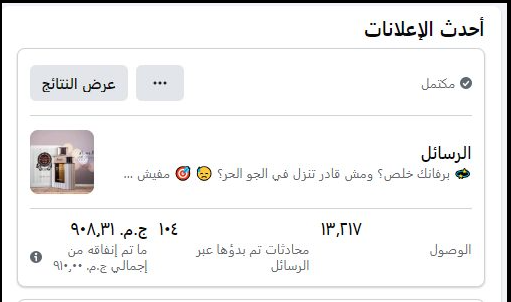 أحدث الإعلانات
مكتمل
... عرض النتائج
الرسائل
برفانك خلص؟ ومش قادر تنزل في الجو الحر؟ 😓 🎯 مفيش ...
١٣٬٢١٧ ١٠٤ ج.م.‏ ٩٠٨٫٣١
الوصول محادثات تم بدؤها عبر ما تم إنفاقه من
الرسائل إجمالي ج.م.‏ ٩١٠٫٠٠